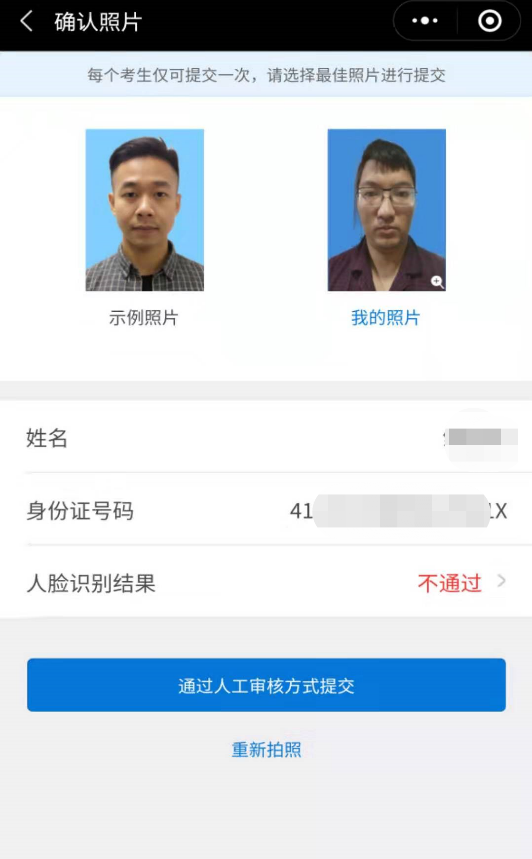 确认照片
每个考生仅可提交一次，请选择最佳照片进行提交
示例照片
我的照片
姓名
身份证号码 41 X
人脸识别结果 不通过
通过人工审核方式提交
重新拍照